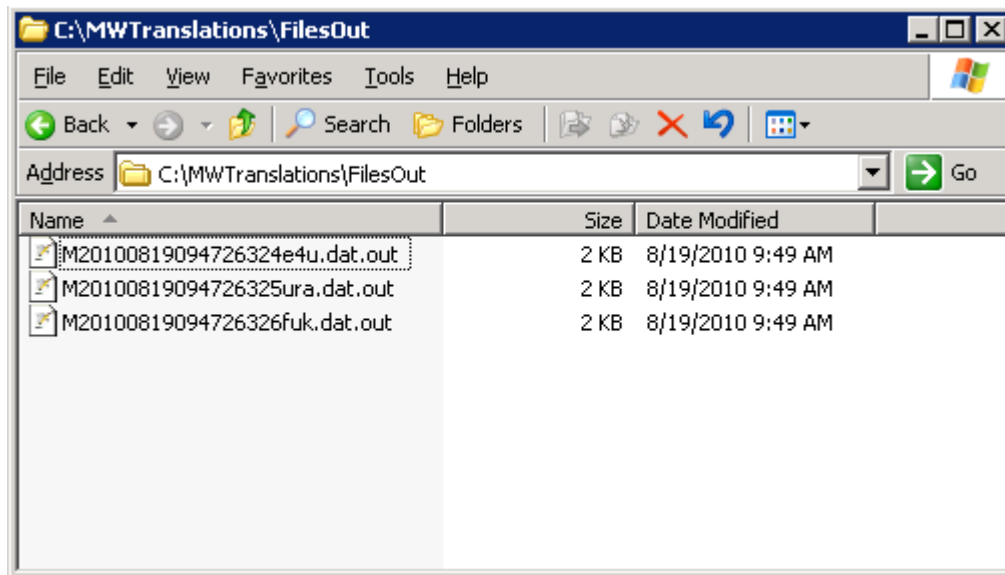 C:\MWTranslations\FilesOut
File Edit View Favorites Tools Help
Back Search Folders
Address C:\MWTranslations\FilesOut Go
Name Size Date Modified
M20100819094726324e4u.dat.out 2 KB 8/19/2010 9:49 AM
M20100819094726325ura.dat.out 2 KB 8/19/2010 9:49 AM
M20100819094726326fuk.dat.out 2 KB 8/19/2010 9:49 AM